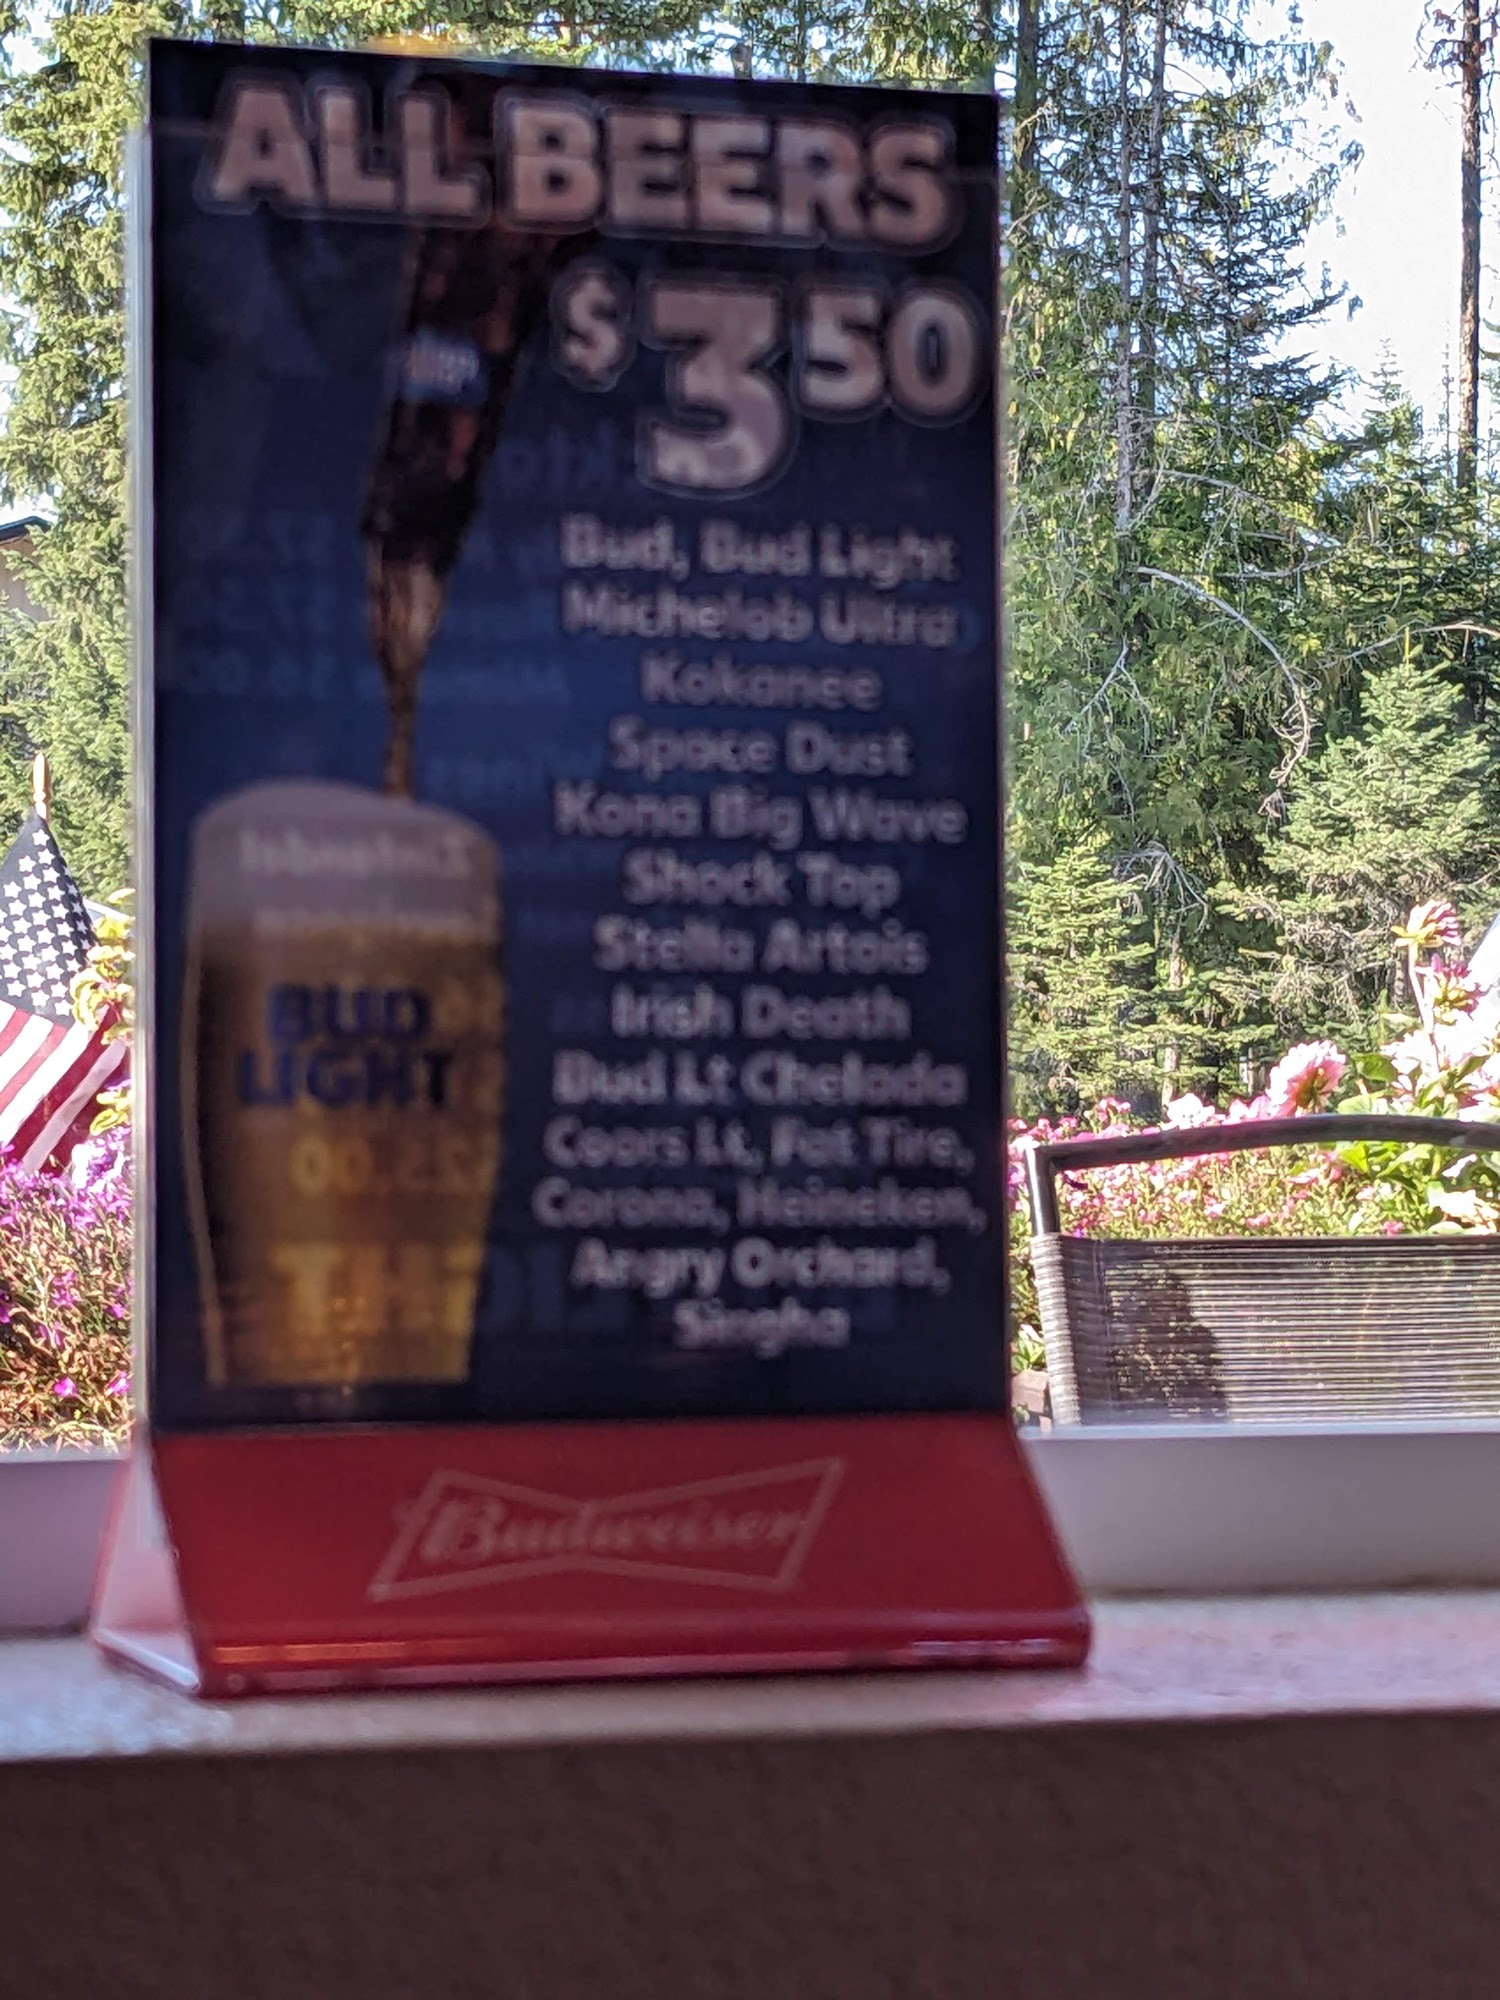 ALL BEERS
$3.50
Bud, Bud Light
Michelob Ultra
Kokanee
Space Dust
Kona Big Wave
Shock Top
Stella Artois
Irish Death
Bud Lt Chelada
Coors Lt, Fat Tire,
Corona, Heineken,
Angry Orchard,
Singha
BUD
LIGHT
Budweiser